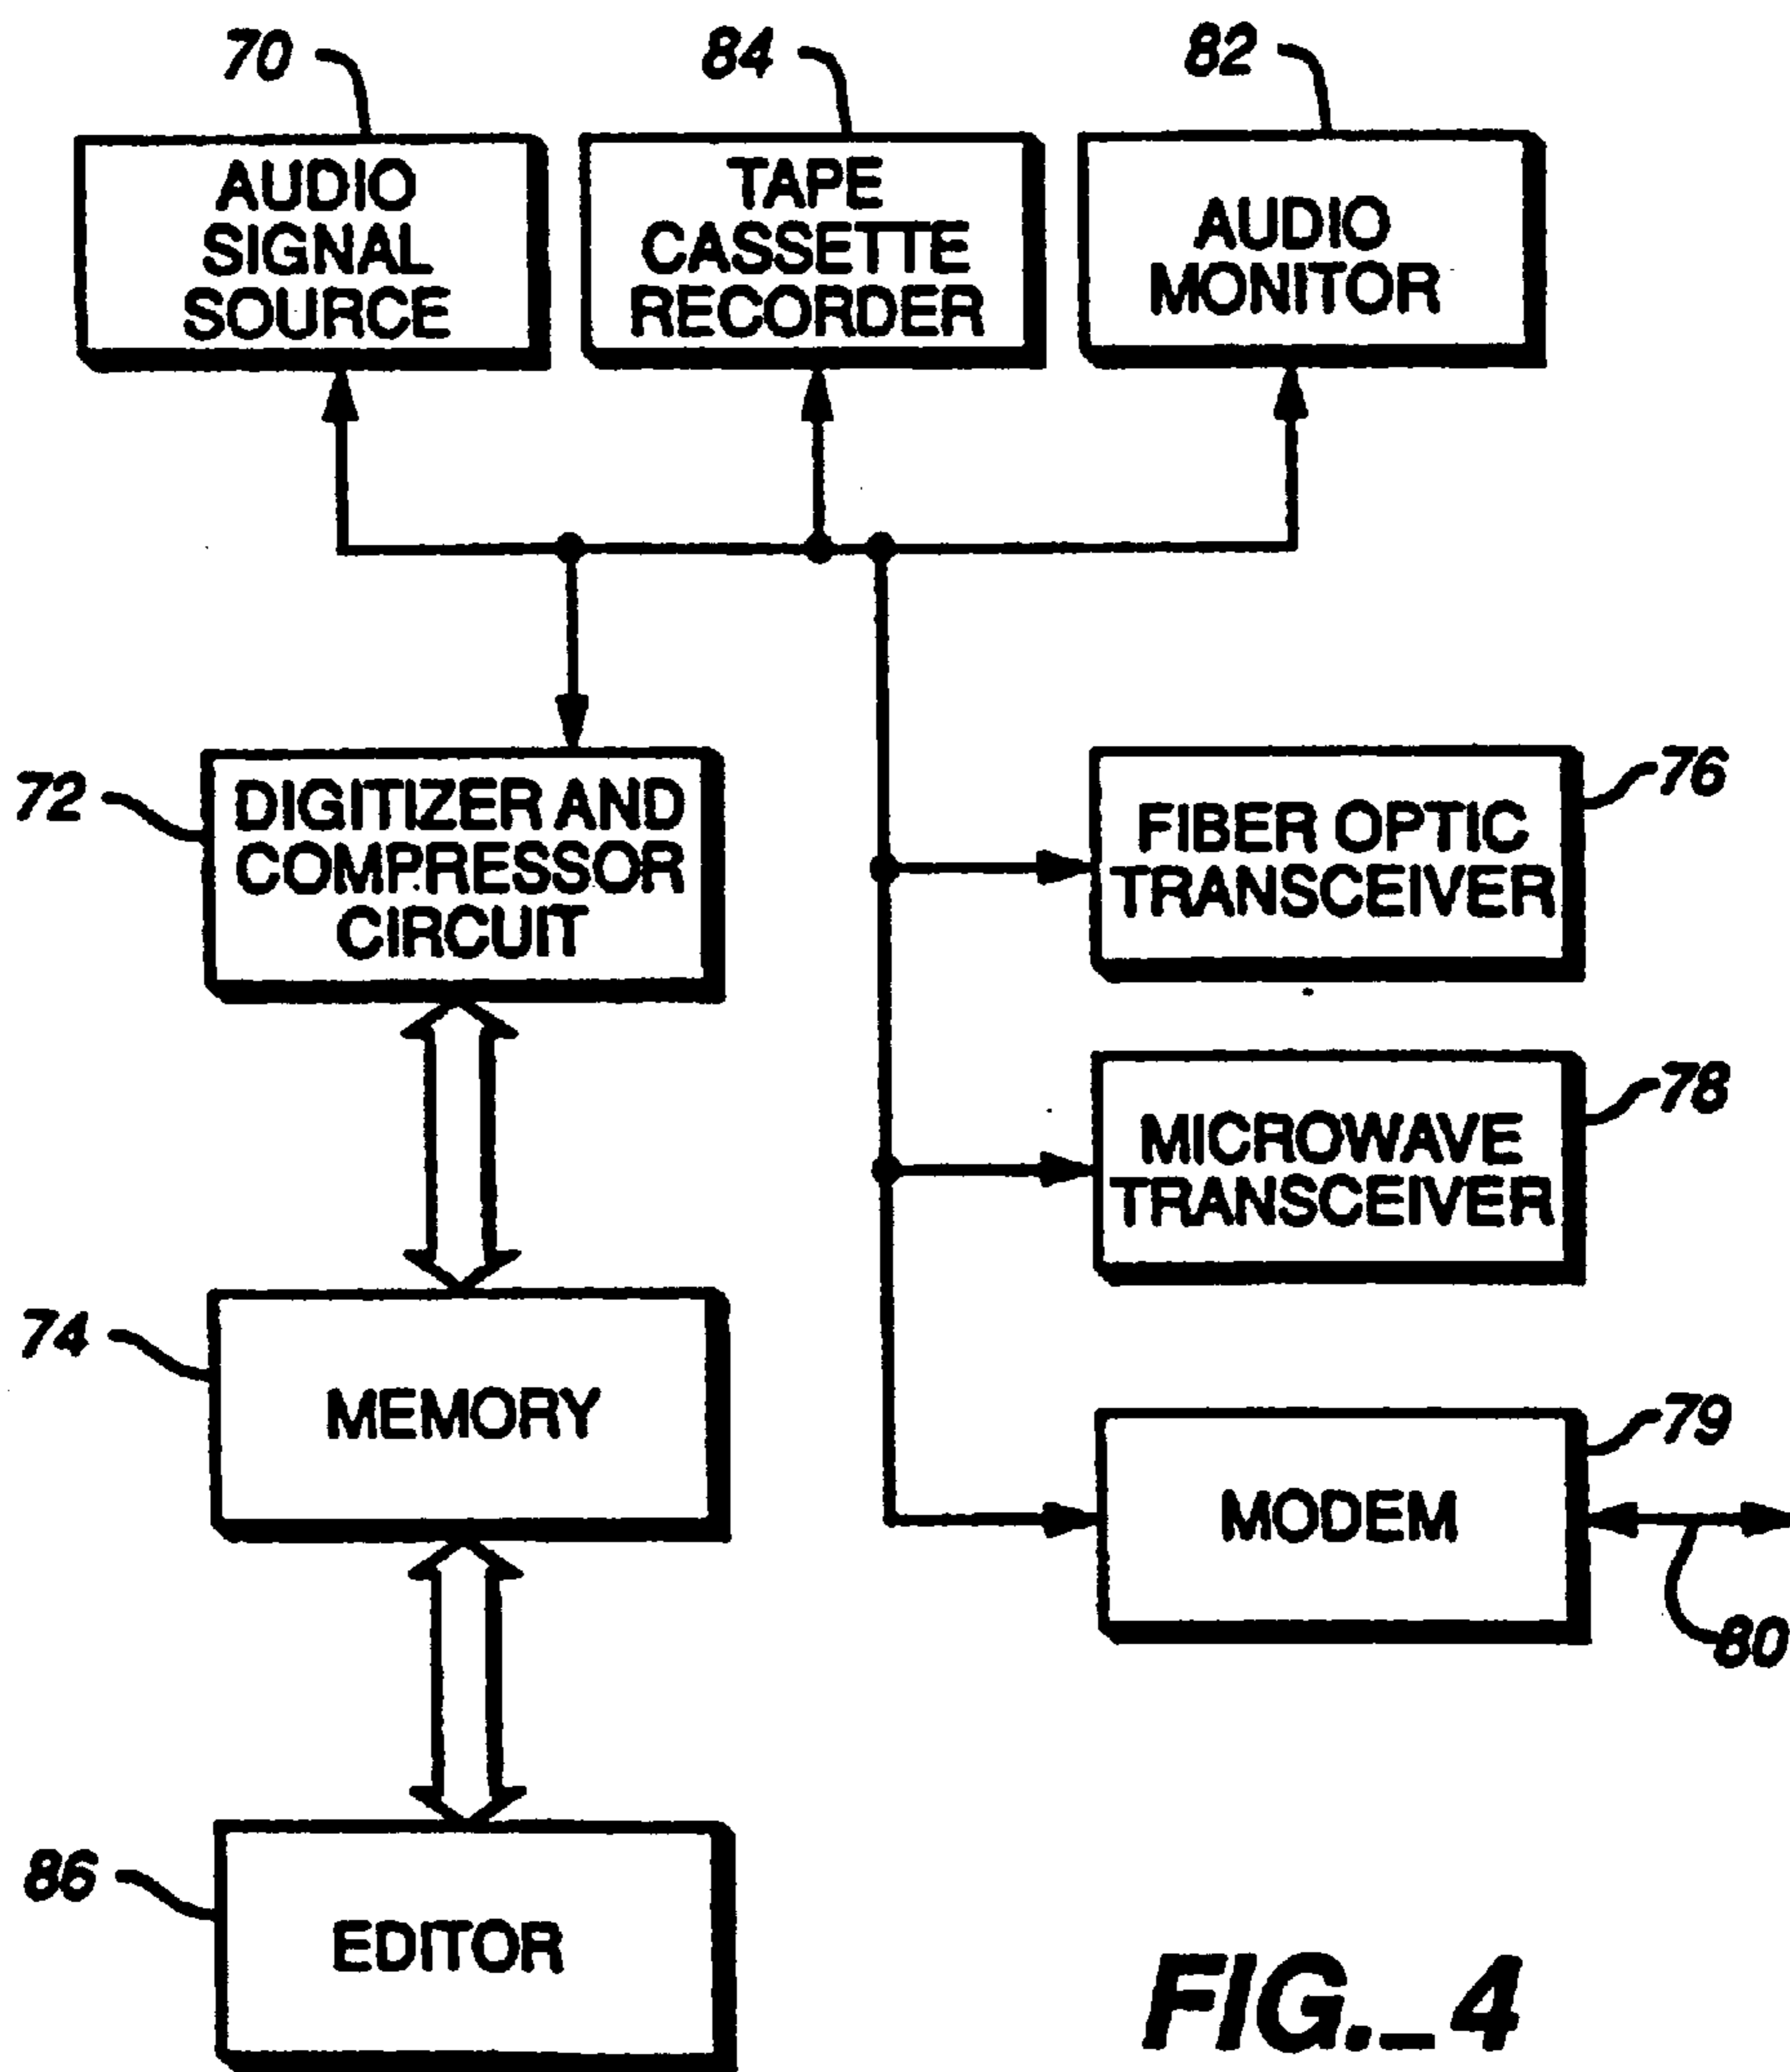 70
84
82
AUDIO
SIGNAL
SOURCE
TAPE
CASSETTE
RECORDER
AUDIO
MONITOR
72
DIGITIZER AND
COMPRESSOR
CIRCUIT
76
FIBER OPTIC
TRANSCEIVER
78
MICROWAVE
TRANSCEIVER
74
MEMORY
79
MODEM
80
86
EDITOR
FIG._4